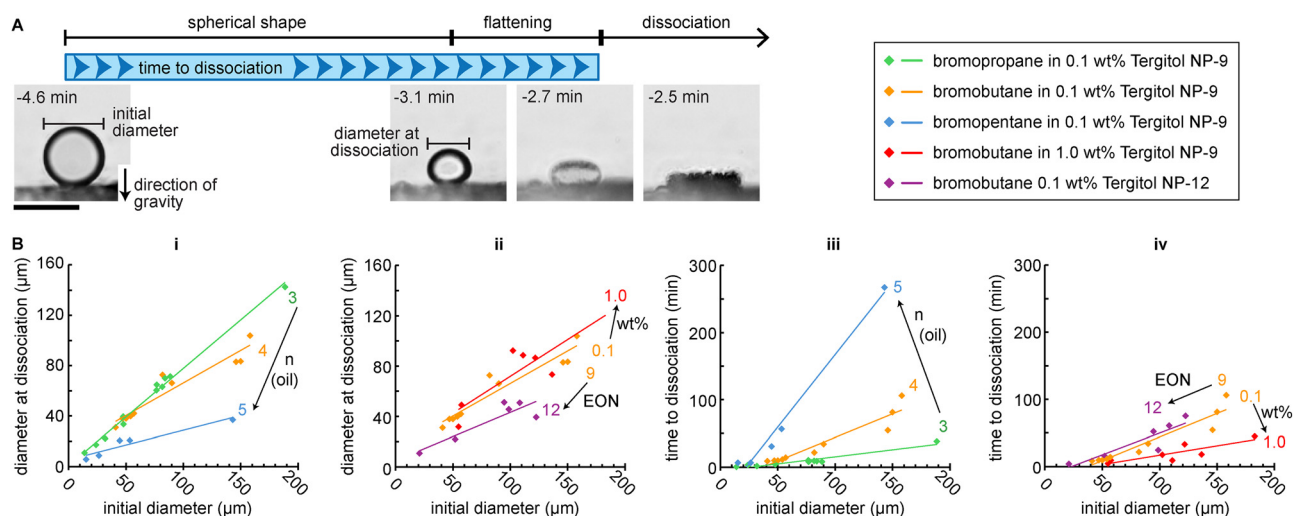 A
spherical shape
flattening
dissociation
time to dissociation
-4.6 min
initial
diameter
direction of
gravity
-3.1 min
diameter at
dissociation
-2.7 min
-2.5 min
bromopropane in 0.1 wt% Tergitol NP-9
bromobutane in 0.1 wt% Tergitol NP-9
bromopentane in 0.1 wt% Tergitol NP-9
bromobutane in 1.0 wt% Tergitol NP-9
bromobutane 0.1 wt% Tergitol NP-12
B
i
diameter at dissociation (µm)
160
120
80
40
0
0
50
100
150
200
initial diameter (µm)
3
4
5
n
(oil)
ii
diameter at dissociation (µm)
160
120
80
40
0
0
50
100
150
200
initial diameter (µm)
1.0
wt%
0.1
9
EON
12
iii
time to dissociation (min)
300
200
100
0
0
50
100
150
200
initial diameter (µm)
5
n
(oil)
4
3
iv
time to dissociation (min)
300
200
100
0
0
50
100
150
200
initial diameter (µm)
EON
9
12
0.1
wt%
1.0